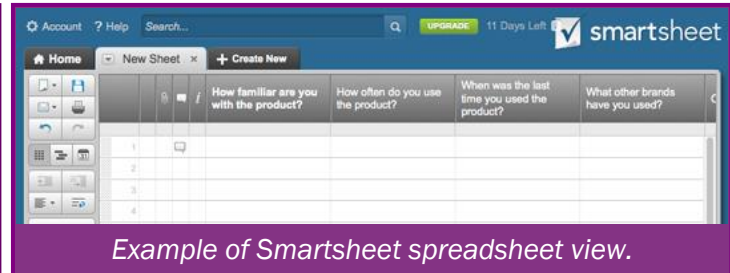 Account ? Help Search... UPGRADE 11 Days Left smartsheet
Home New Sheet × + Create New
How familiar are you with the product?
How often do you use the product?
When was the last time you used the product?
What other brands have you used?
1
2
3
4
Example of Smartsheet spreadsheet view.